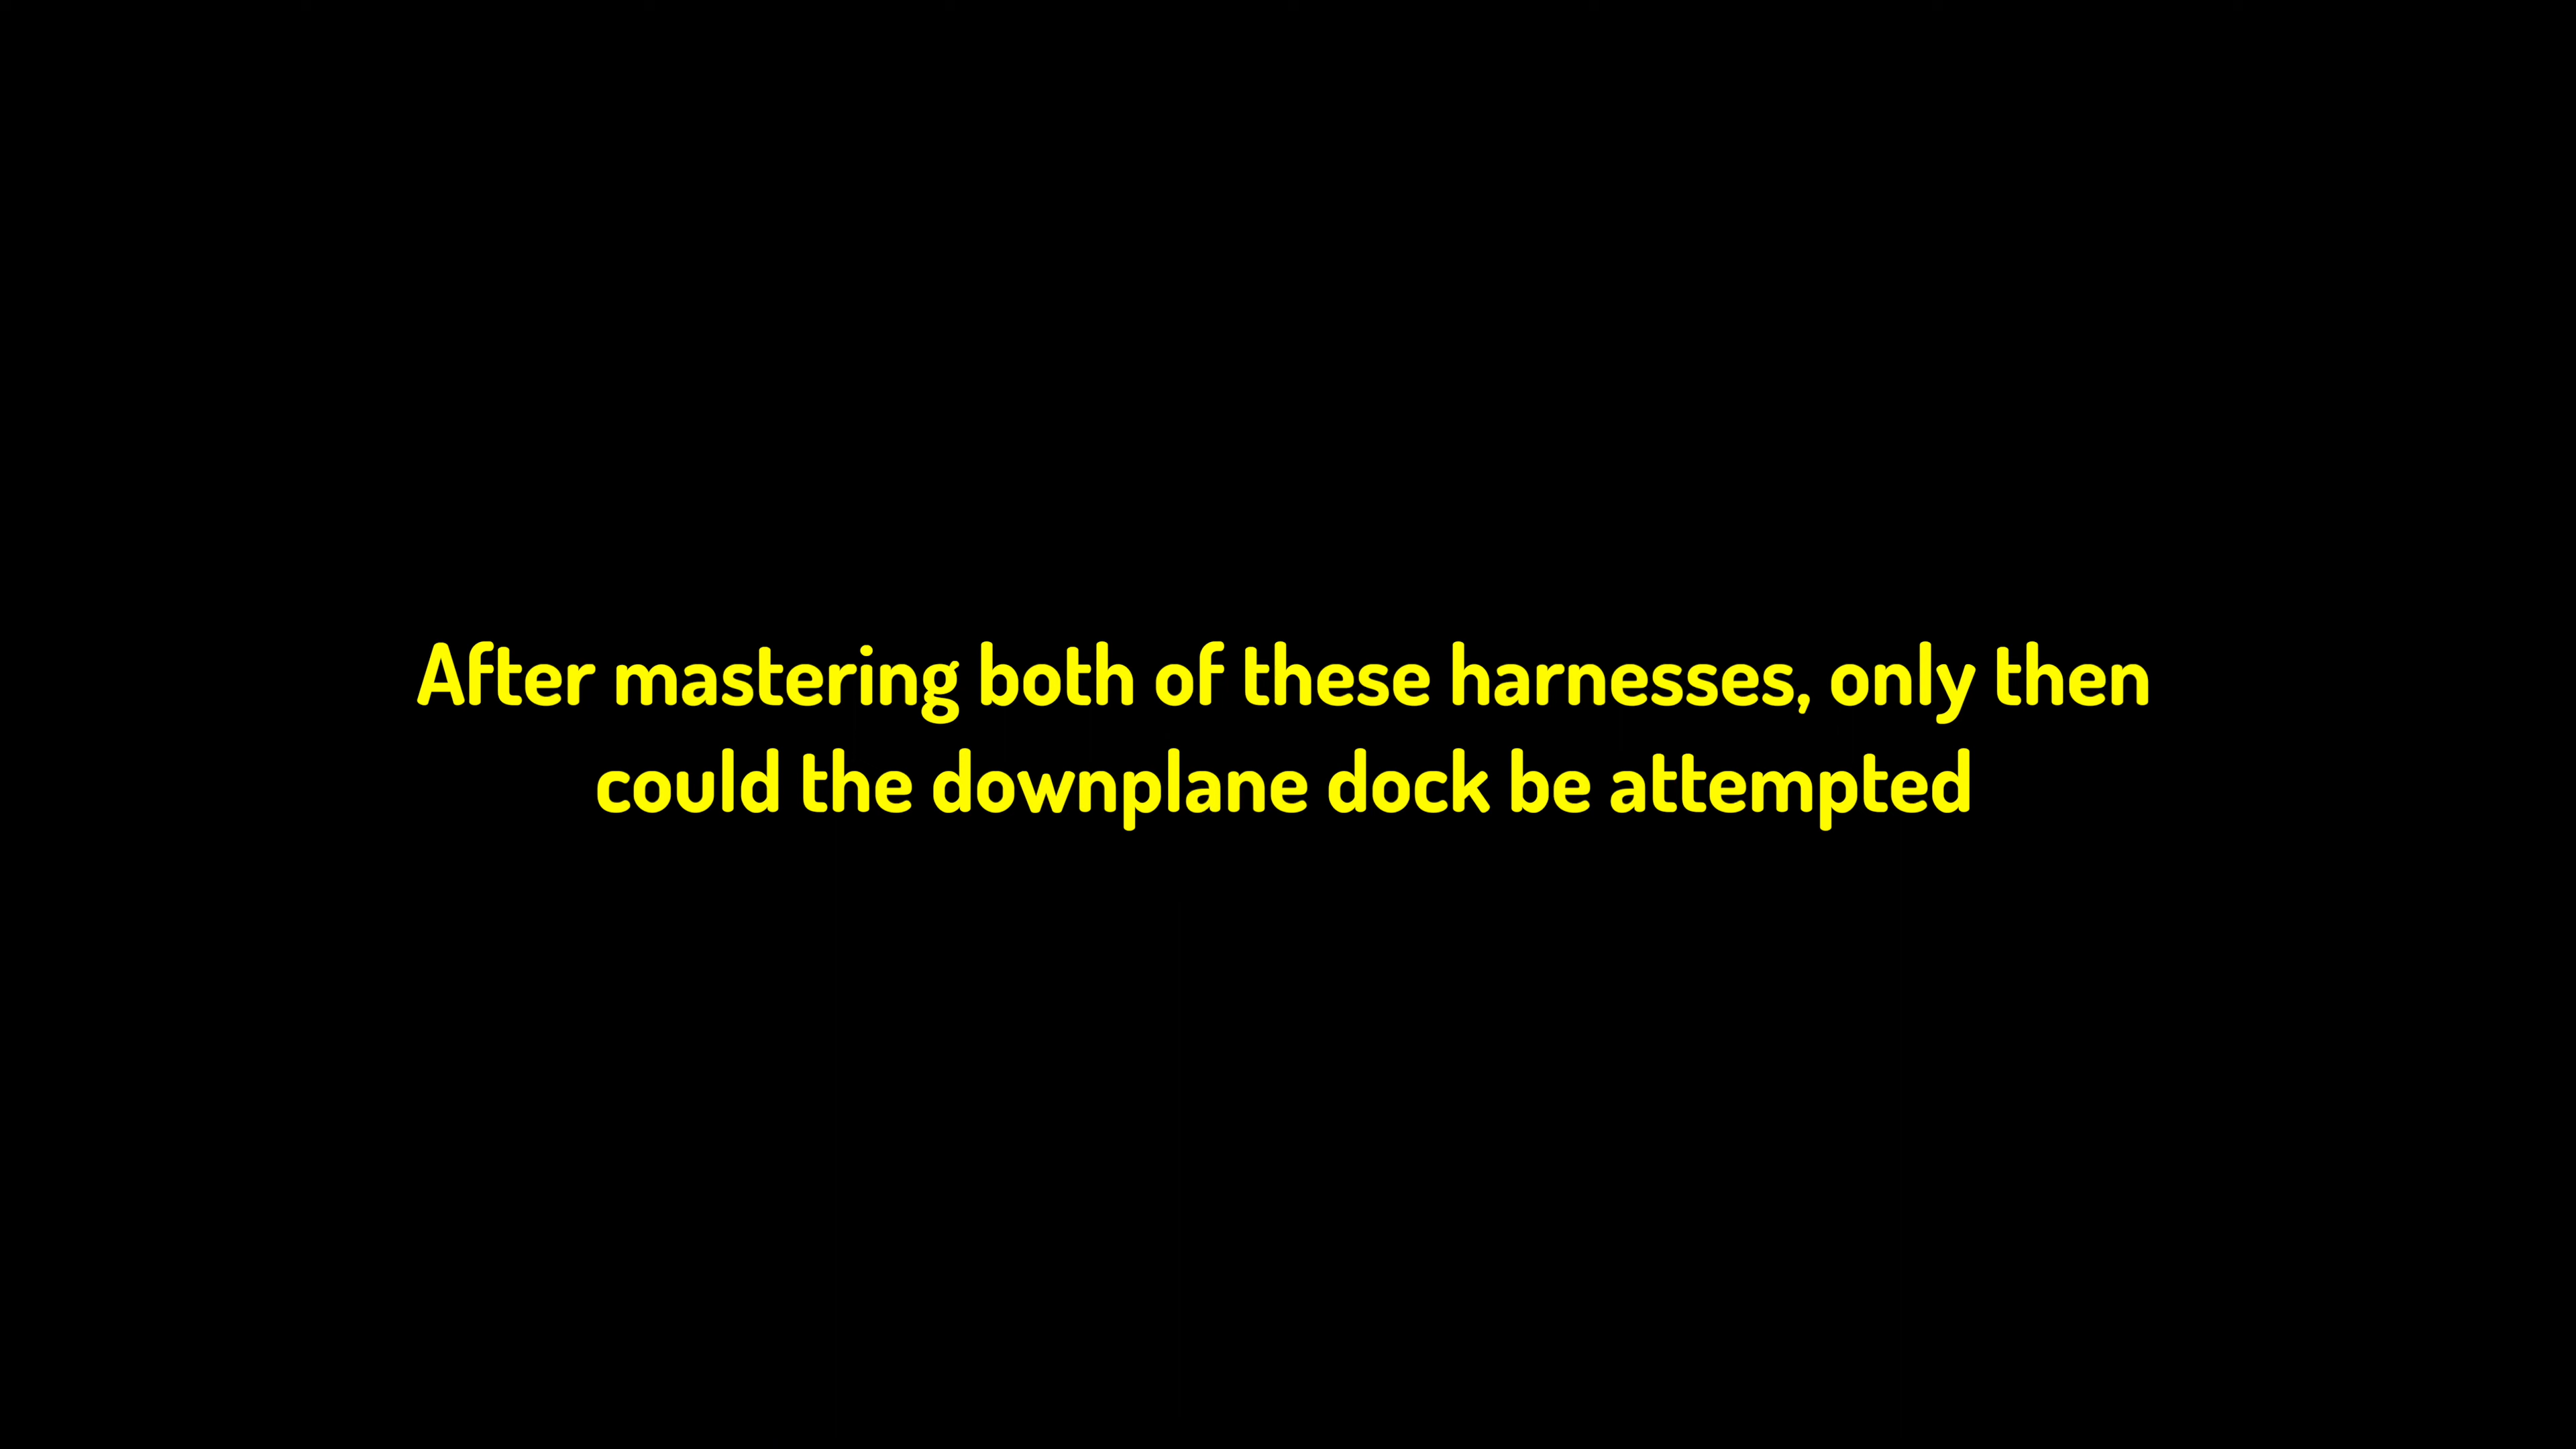 After mastering both of these harnesses, only then
could the downplane dock be attempted